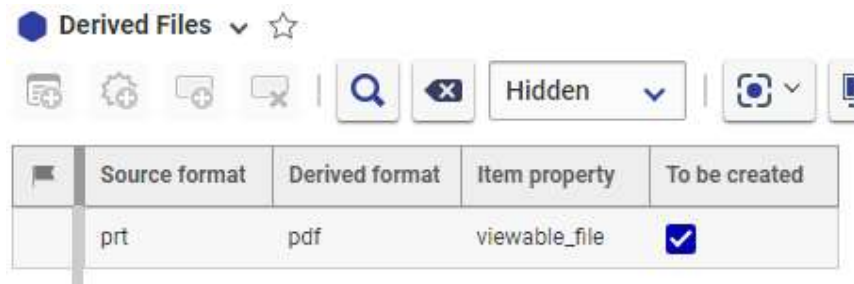 Derived Files
Hidden
Source format Derived format Item property To be created
prt pdf viewable_file